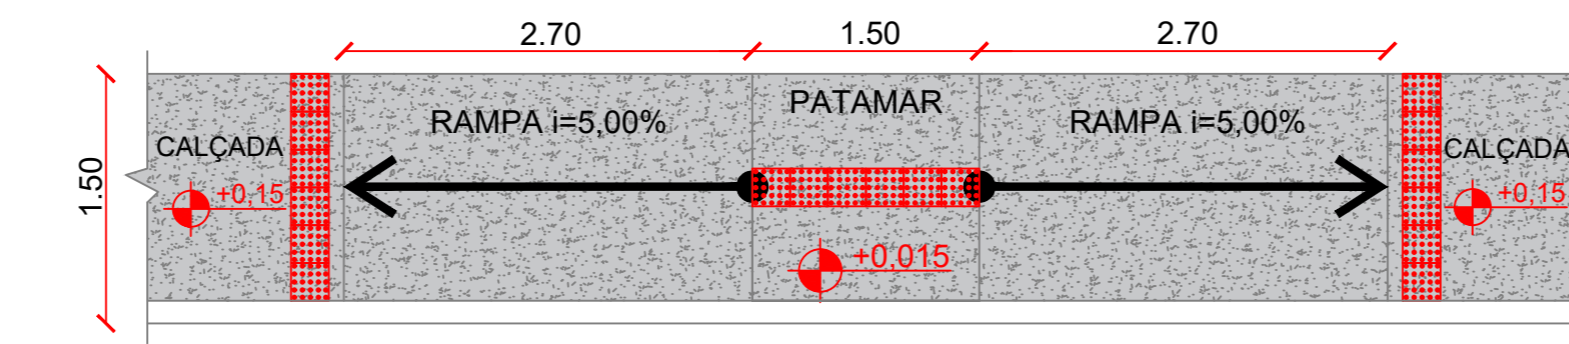 2.70
1.50
2.70
PATAMAR
RAMPA i=5,00%
RAMPA i=5,00%
CALÇADA
CALÇADA
1.50
+0,15
+0,15
+0,015